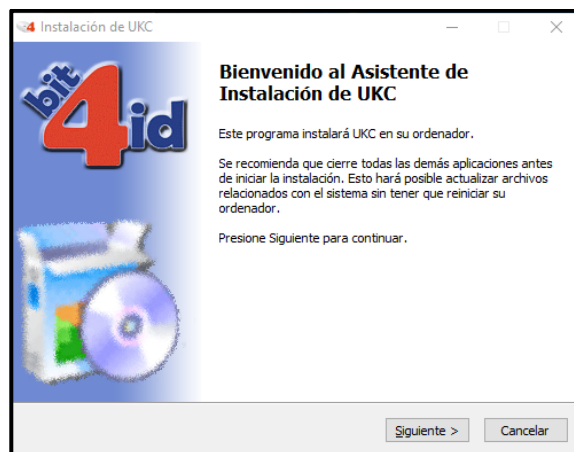 Instalación de UKC
bit
4id
Bienvenido al Asistente de
Instalación de UKC
Este programa instalará UKC en su ordenador.
Se recomienda que cierre todas las demás aplicaciones antes
de iniciar la instalación. Esto hará posible actualizar archivos
relacionados con el sistema sin tener que reiniciar su
ordenador.
Presione Siguiente para continuar.
Siguiente >
Cancelar